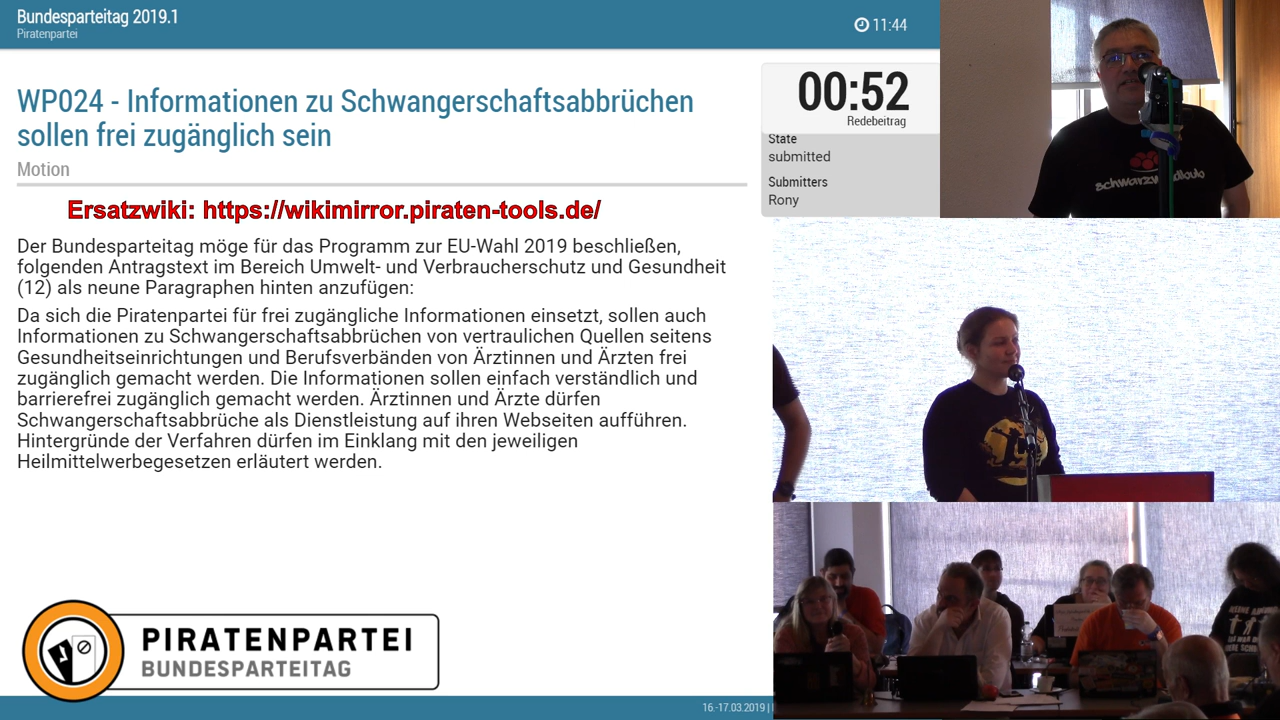 Bundesparteitag 2019.1
Piratenpartei
11:44
WP024 - Informationen zu Schwangerschaftsabbrüchen
sollen frei zugänglich sein
Motion
00:52
Redebeitrag
State
submitted
Submitters
Rony
Ersatzwiki: https://wikimirror.piraten-tools.de/
Der Bundesparteitag möge für das Programm zur EU-Wahl 2019 beschließen,
folgenden Antragstext im Bereich Umwelt- und Verbraucherschutz und Gesundheit
(12) als neune Paragraphen hinten anzufügen:
Da sich die Piratenpartei für frei zugängliche Informationen einsetzt, sollen auch
Informationen zu Schwangerschaftsabbrüchen von vertraulichen Quellen seitens
Gesundheitseinrichtungen und Berufsverbänden von Ärztinnen und Ärzten frei
zugänglich gemacht werden. Die Informationen sollen einfach verständlich und
barrierefrei zugänglich gemacht werden. Ärztinnen und Ärzte dürfen
Schwangerschaftsabbrüche als Dienstleistung auf ihren Webseiten aufführen.
Hintergründe der Verfahren dürfen im Einklang mit den jeweiligen
Heilmittelwerbegesetzen erläutert werden.
PIRATENPARTEI
BUNDESPARTEITAG
16.-17.03.2019 |